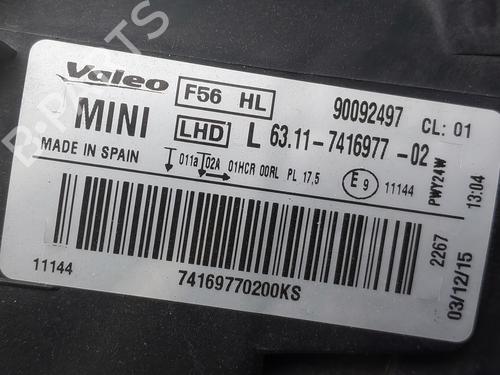 Valeo F56 HL 90092497 CL: 01
MINI LHD L 63.11-7416977-02
MADE IN SPAIN 011a 02A 01HCR 00RL PL 17,5 E9 11144
PWY24W
13:04
11144 74169770200KS
2267
03/12/15
B-PARTS